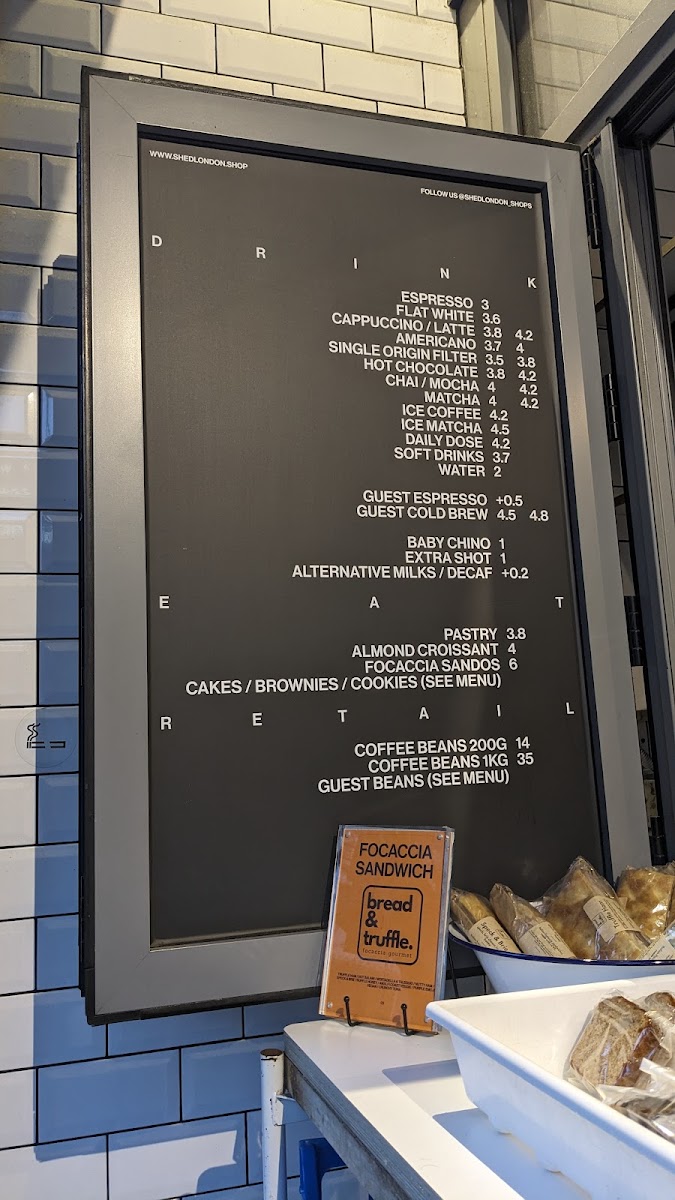 WWW.SHEDLONDON.SHOP
FOLLOW US @SHEDLONDON_SHOPS
DRINK
ESPRESSO 3
FLAT WHITE 3.6
CAPPUCCINO / LATTE 3.8 4.2
AMERICANO 3.7 4
SINGLE ORIGIN FILTER 3.5 3.8
HOT CHOCOLATE 3.8 4.2
CHAI / MOCHA 4 4.2
MATCHA 4 4.2
ICE COFFEE 4.2
ICE MATCHA 4.5
DAILY DOSE 4.2
SOFT DRINKS 3.7
WATER 2
GUEST ESPRESSO +0.5
GUEST COLD BREW 4.5 4.8
BABY CHINO 1
EXTRA SHOT 1
ALTERNATIVE MILKS / DECAF +0.2
EAT
PASTRY 3.8
ALMOND CROISSANT 4
FOCACCIA SANDOS 6
CAKES / BROWNIES / COOKIES (SEE MENU)
RETAIL
COFFEE BEANS 200G 14
COFFEE BEANS 1KG 35
GUEST BEANS (SEE MENU)
FOCACCIA
SANDWICH
bread
&
truffle.
focacceria gourmet